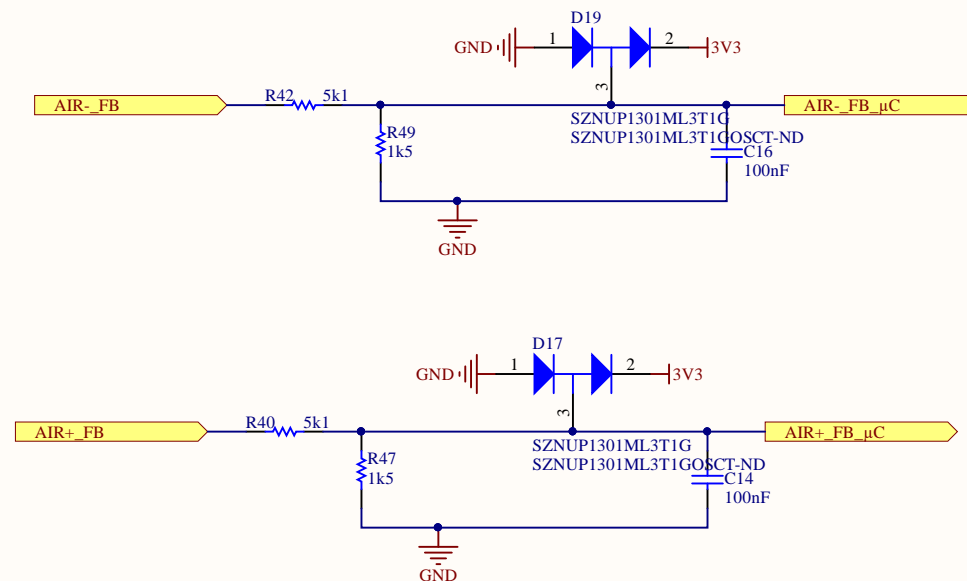 D19
GND
1
2
3V3
3
AIR-_FB
R42
5k1
AIR-_FB_µC
SZNUP1301ML3T1G
SZNUP1301ML3T1GOSCT-ND
R49
1k5
C16
100nF
GND
D17
GND
1
2
3V3
3
AIR+_FB
R40
5k1
AIR+_FB_µC
SZNUP1301ML3T1G
SZNUP1301ML3T1GOSCT-ND
R47
1k5
C14
100nF
GND